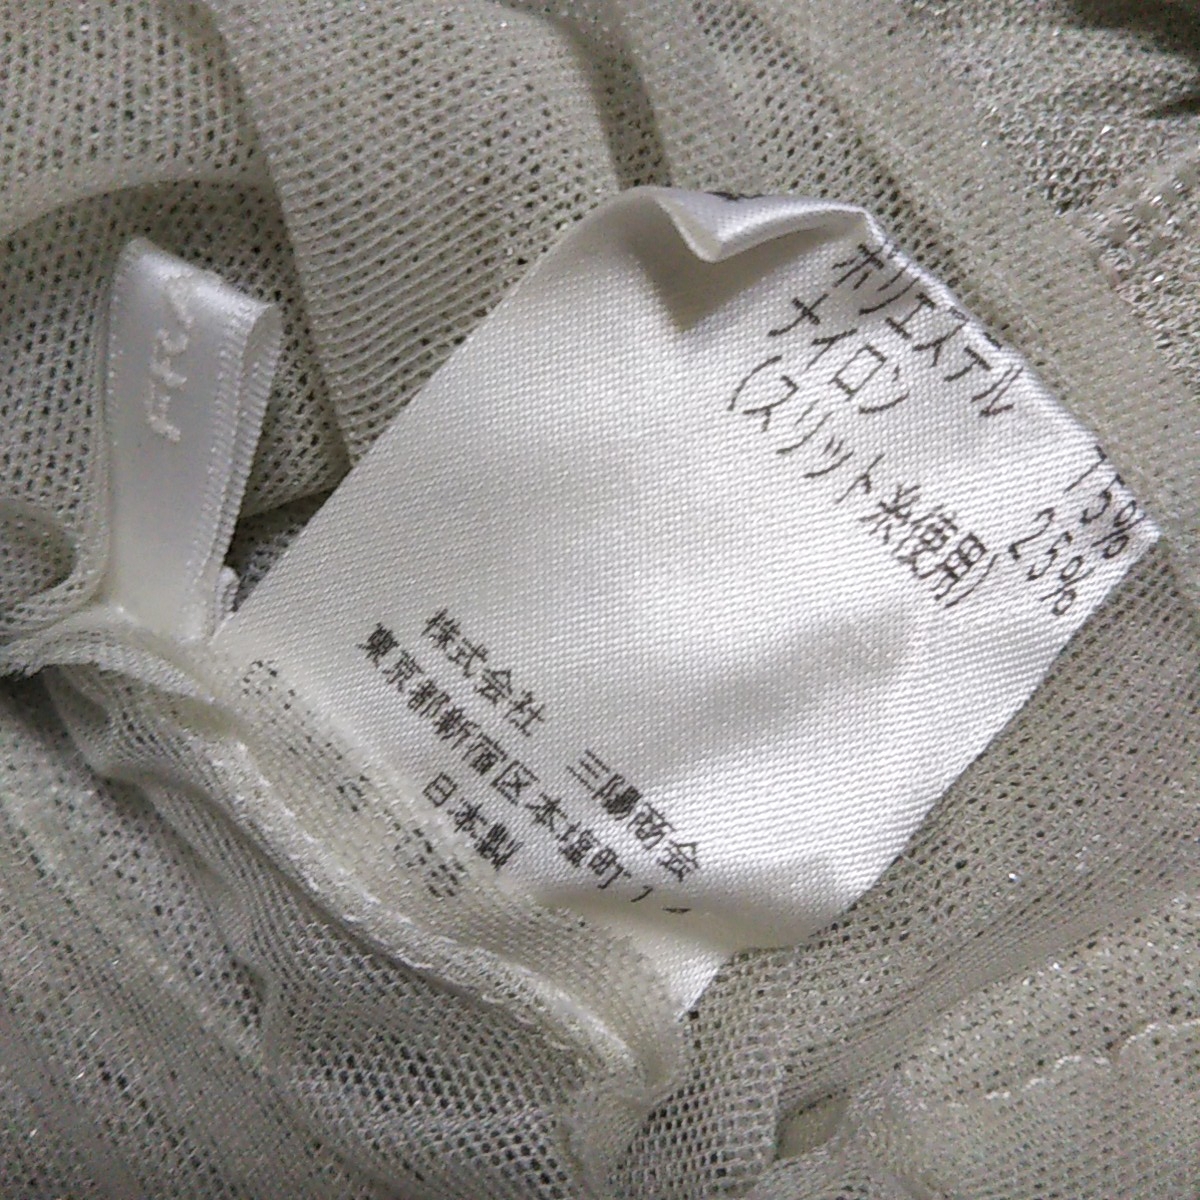 ポリエステル 75%
ナイロン 25%
(スリット糸使用)
株式会社 三陽商会
東京都新宿区本塩町1
日本製